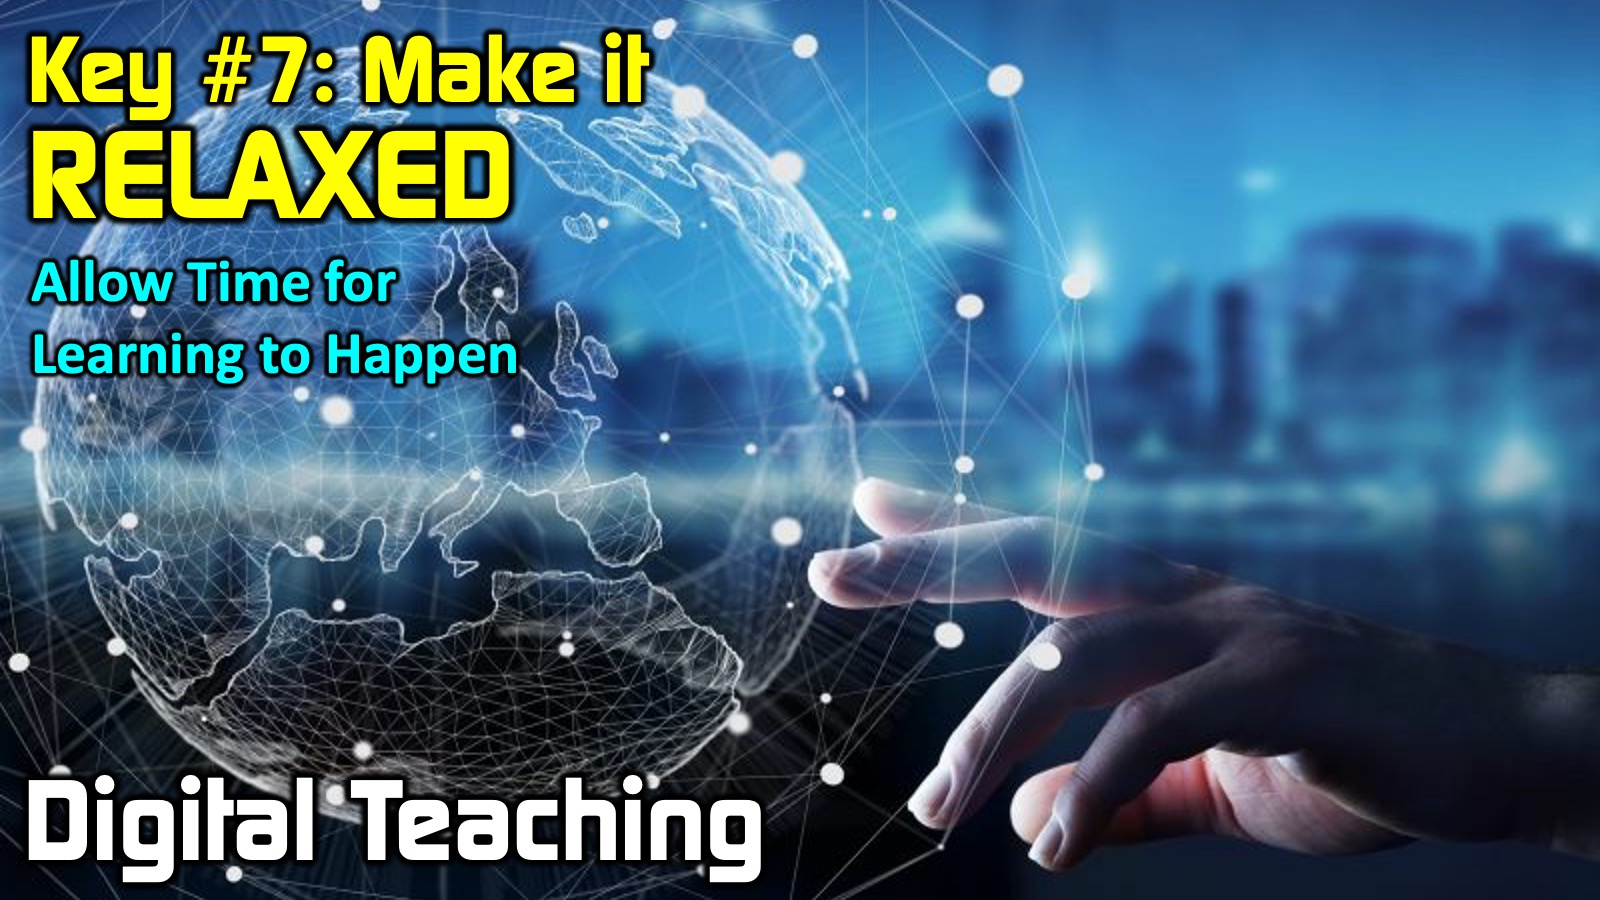 Key #7: Make it
RELAXED
Allow Time for
Learning to Happen
Digital Teaching